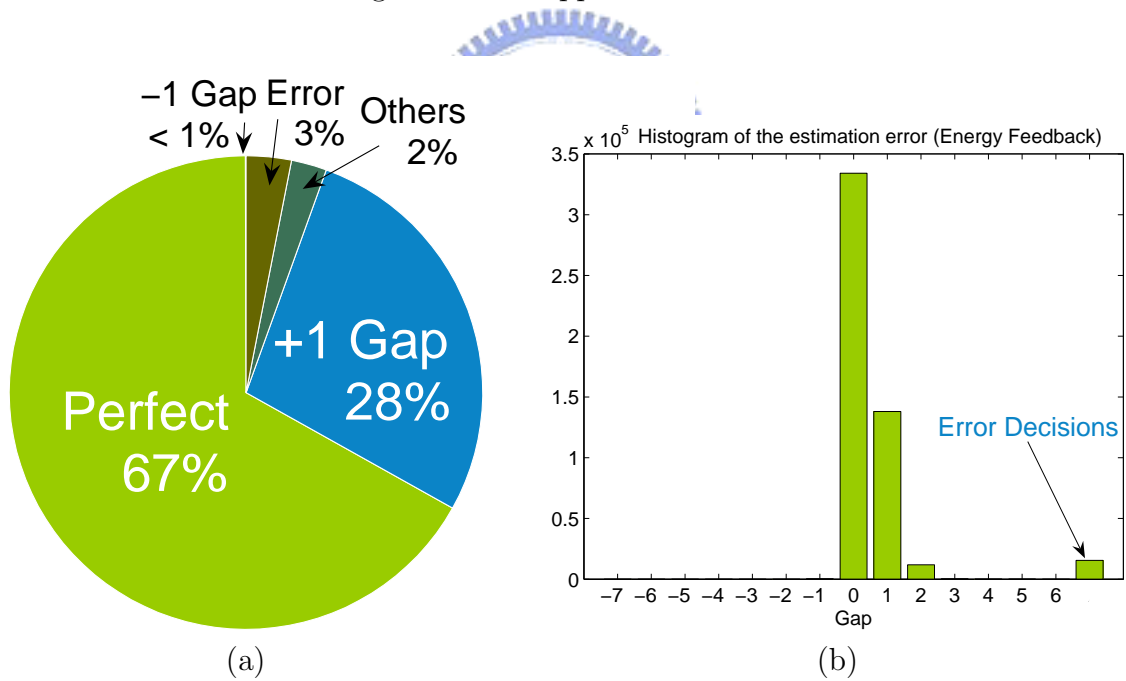 −1 Gap Error
< 1% 3%
Others
2%
+1 Gap
28%
Perfect
67%
(a)
x 10^5 Histogram of the estimation error (Energy Feedback)
3.5
3
2.5
2
1.5
1
0.5
0
Error Decisions
−7 −6 −5 −4 −3 −2 −1 0 1 2 3 4 5 6
Gap
(b)